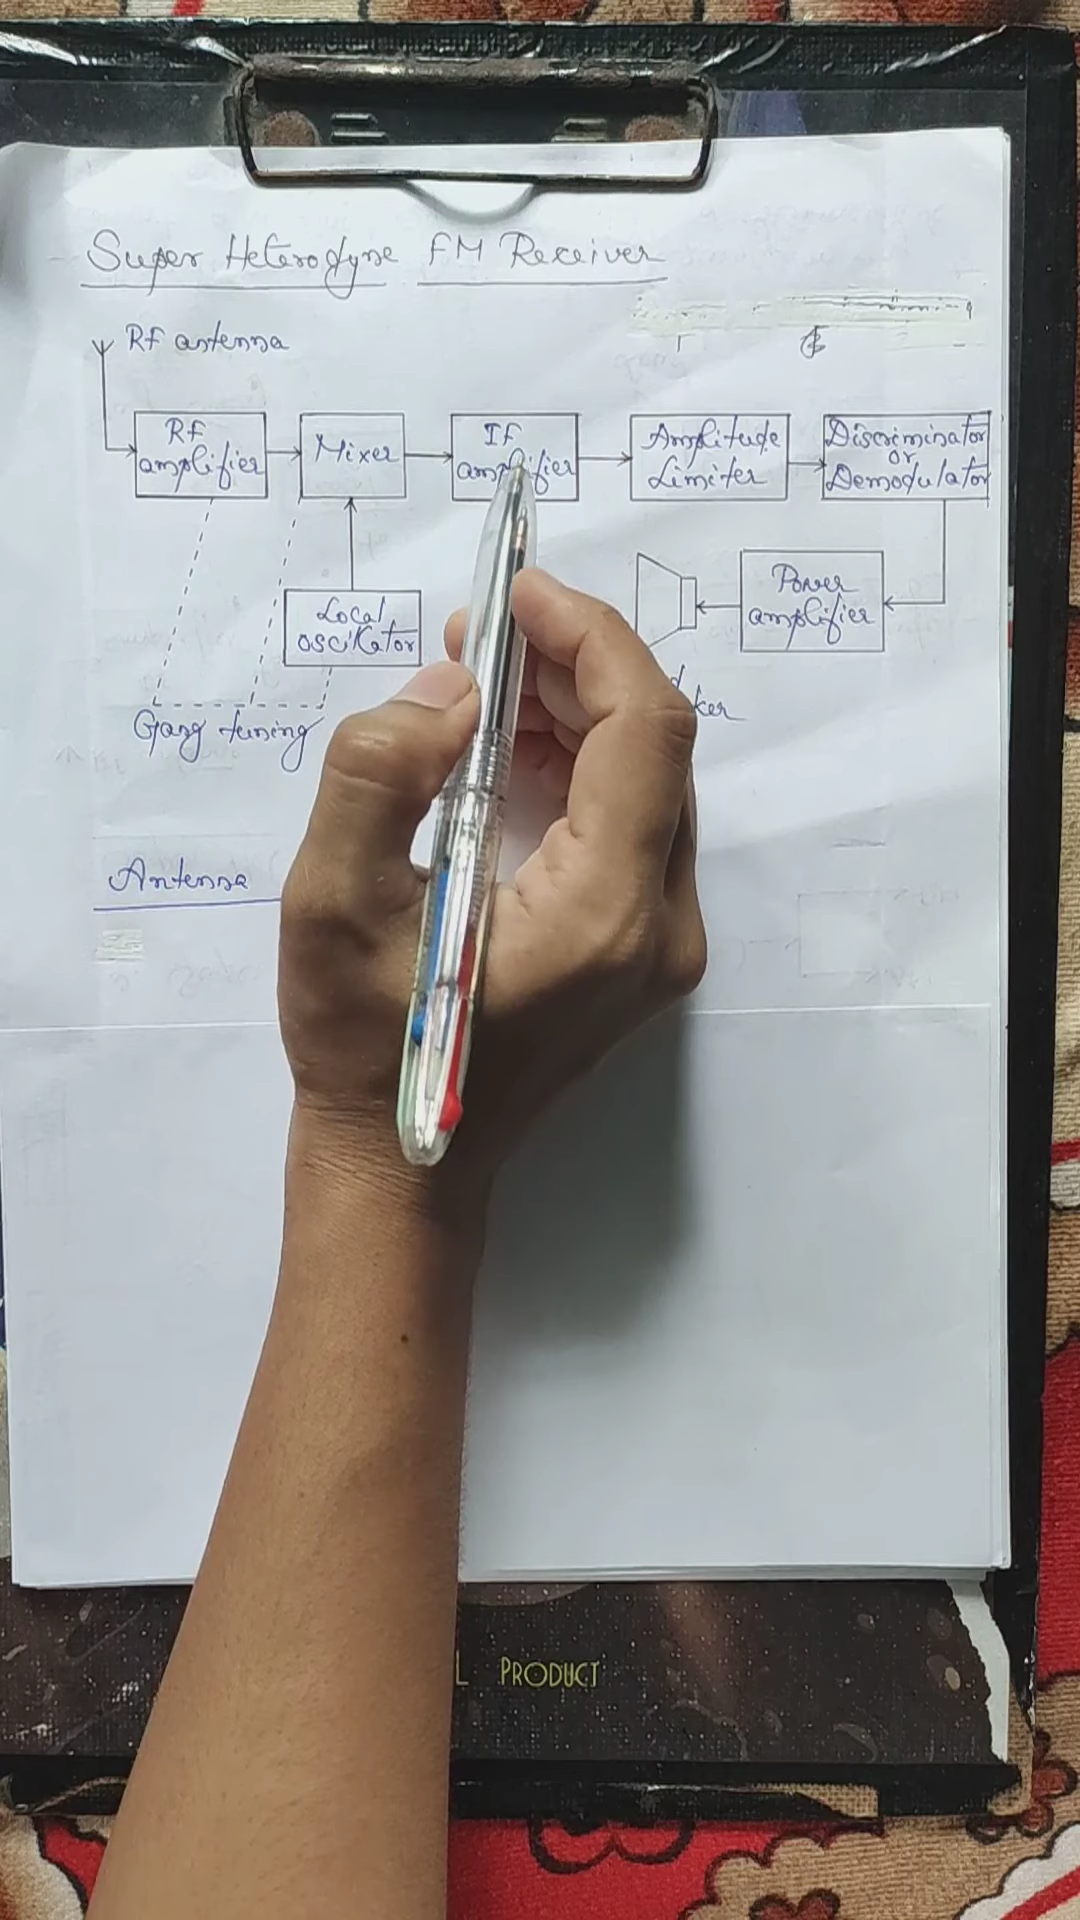 Super Heterodyne FM Receiver
RF antenna
RF
amplifier
Mixer
IF
amplifier
Amplitude
Limiter
Discriminator
or
Demodulator
Local
oscillator
Power
amplifier
Gang tuning
ker
Antenna
L PRODUCT